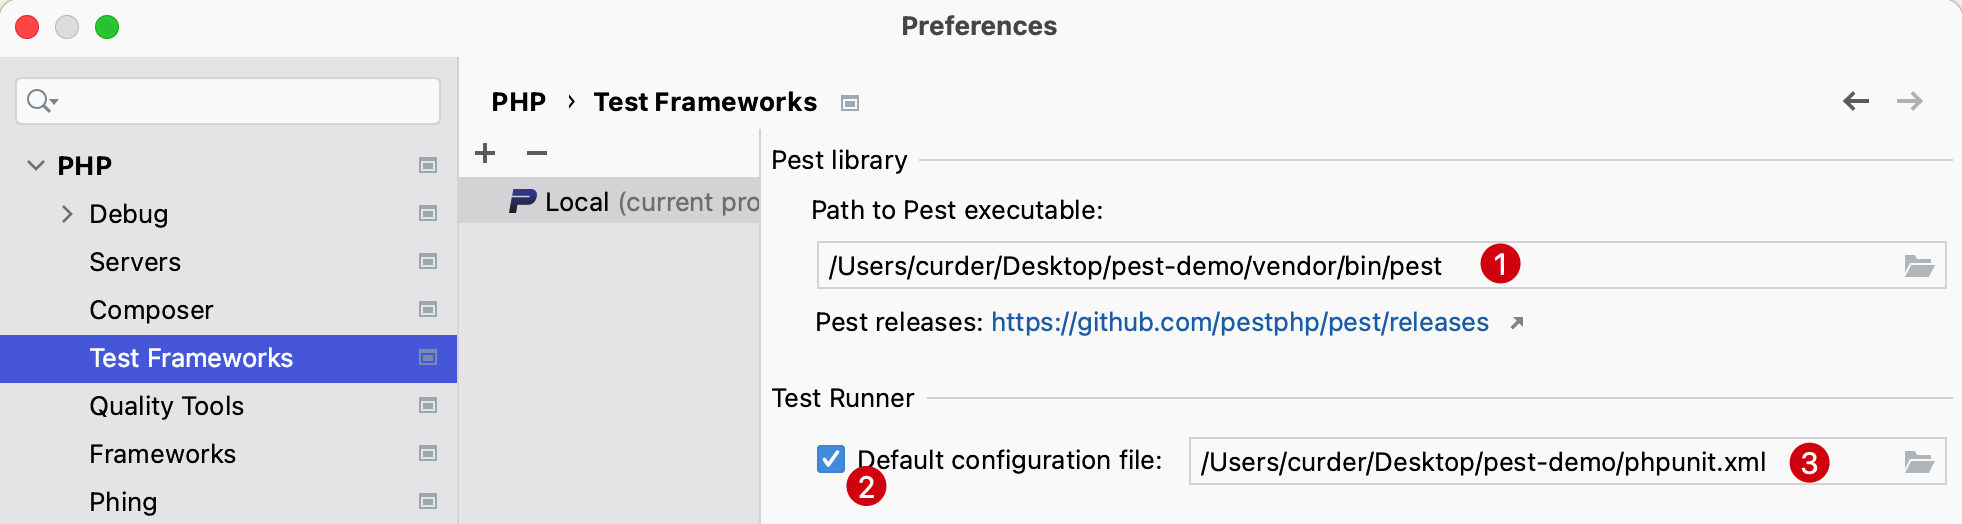 Preferences
PHP
Debug
Servers
Composer
Test Frameworks
Quality Tools
Frameworks
Phing
PHP › Test Frameworks
Local (current pro
Pest library
Path to Pest executable:
/Users/curder/Desktop/pest-demo/vendor/bin/pest 1
Pest releases: https://github.com/pestphp/pest/releases
Test Runner
Default configuration file: /Users/curder/Desktop/pest-demo/phpunit.xml 3
2